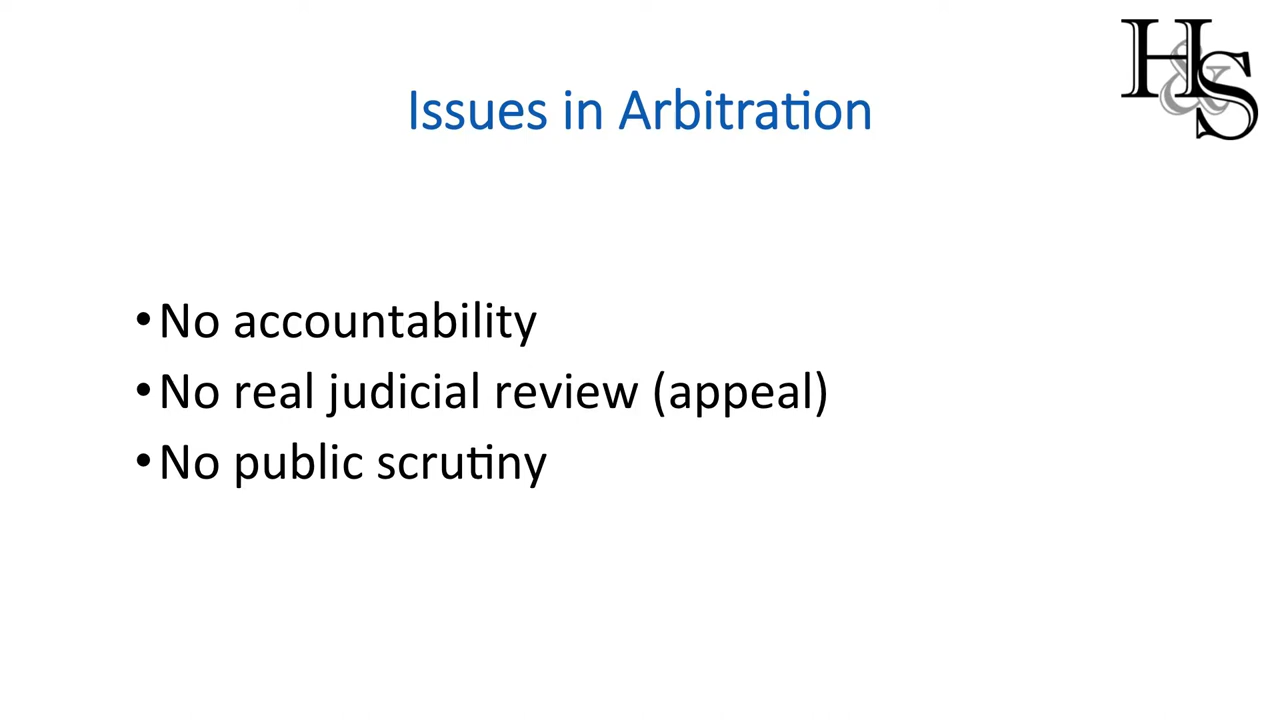 H&S
Issues in Arbitration
•No accountability
•No real judicial review (appeal)
•No public scrutiny